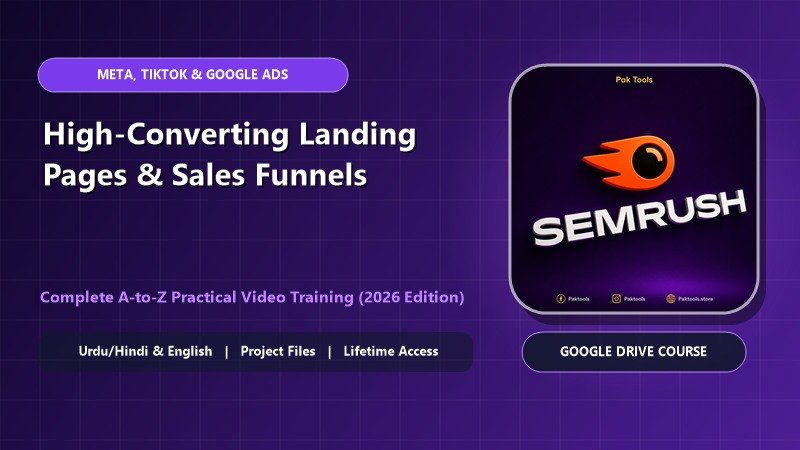 META, TIKTOK & GOOGLE ADS
High-Converting Landing
Pages & Sales Funnels
Complete A-to-Z Practical Video Training (2026 Edition)
Urdu/Hindi & English | Project Files | Lifetime Access
Pak Tools
SEMRUSH
Paktools
Paktools
Paktools.store
GOOGLE DRIVE COURSE